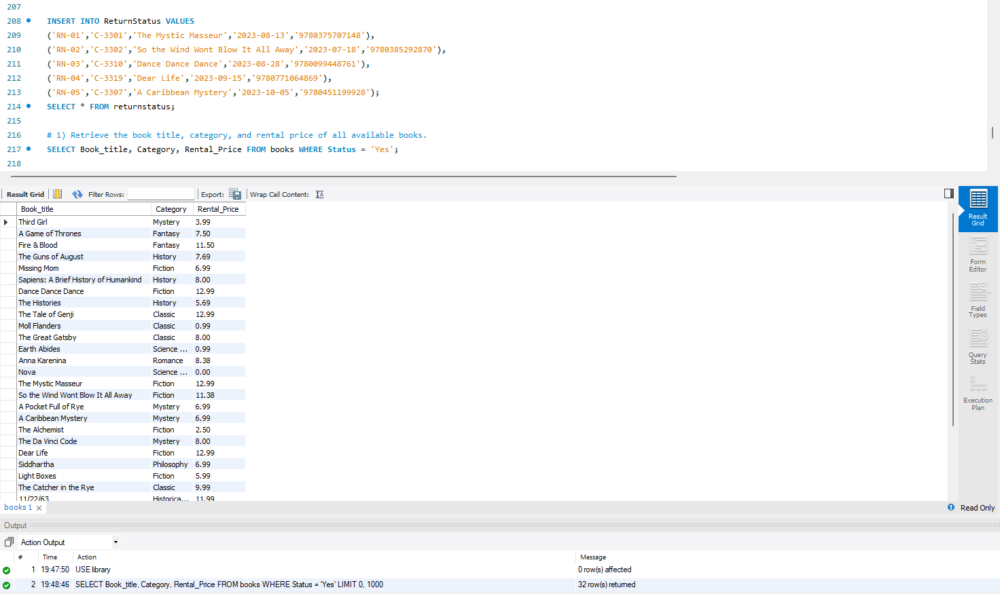 207
208 INSERT INTO ReturnStatus VALUES
209 ('RN-01','C-3301','The Mystic Masseur','2023-08-13','9780375707148'),
210 ('RN-02','C-3302','So the Wind Wont Blow It All Away','2023-07-18','9780385292870'),
211 ('RN-03','C-3310','Dance Dance Dance','2023-08-28','9780099448761'),
212 ('RN-04','C-3319','Dear Life','2023-09-15','9780771064869'),
213 ('RN-05','C-3307','A Caribbean Mystery','2023-10-05','9780451199928');
214 SELECT * FROM returnstatus;
215
216 # 1) Retrieve the book title, category, and rental price of all available books.
217 SELECT Book_title, Category, Rental_Price FROM books WHERE Status = 'Yes';
218
Result Grid Filter Rows: Export: Wrap Cell Content: IA
Book_title Category Rental_Price
Third Girl Mystery 3.99
A Game of Thrones Fantasy 7.50
Fire & Blood Fantasy 11.50
The Guns of August History 7.69
Missing Mom Fiction 6.99
Sapiens: A Brief History of Humankind History 8.00
Dance Dance Dance Fiction 12.99
The Histories History 5.69
The Tale of Genji Classic 12.99
Moll Flanders Classic 0.99
The Great Gatsby Classic 8.00
Earth Abides Science ... 0.99
Anna Karenina Romance 8.38
Nova Science ... 0.00
The Mystic Masseur Fiction 12.99
So the Wind Wont Blow It All Away Fiction 11.38
A Pocket Full of Rye Mystery 6.99
A Caribbean Mystery Mystery 6.99
The Alchemist Fiction 2.50
The Da Vinci Code Mystery 8.00
Dear Life Fiction 12.99
Siddhartha Philosophy 6.99
Light Boxes Fiction 5.99
The Catcher in the Rye Classic 9.99
11/22/63 Historica... 11.99
Result
Grid
Form
Editor
Field
Types
Query
Stats
Execution
Plan
books 1 Read Only
Output
Action Output
# Time Action Message
1 19:47:50 USE library 0 row(s) affected
2 19:48:46 SELECT Book_title, Category, Rental_Price FROM books WHERE Status = 'Yes' LIMIT 0, 1000 32 row(s) returned